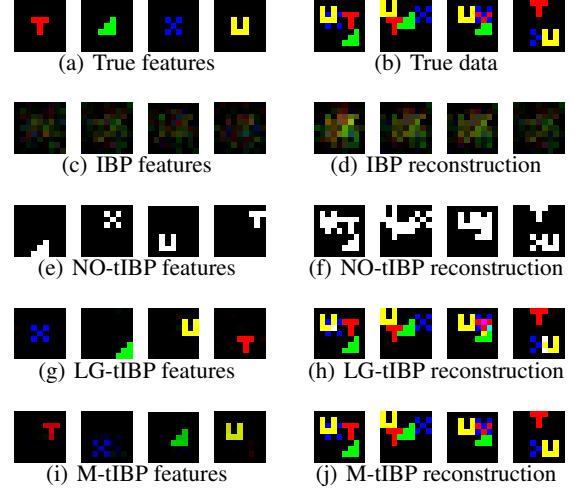 (a) True features
(b) True data
(c) IBP features
(d) IBP reconstruction
(e) NO-tIBP features
(f) NO-tIBP reconstruction
(g) LG-tIBP features
(h) LG-tIBP reconstruction
(i) M-tIBP features
(j) M-tIBP reconstruction